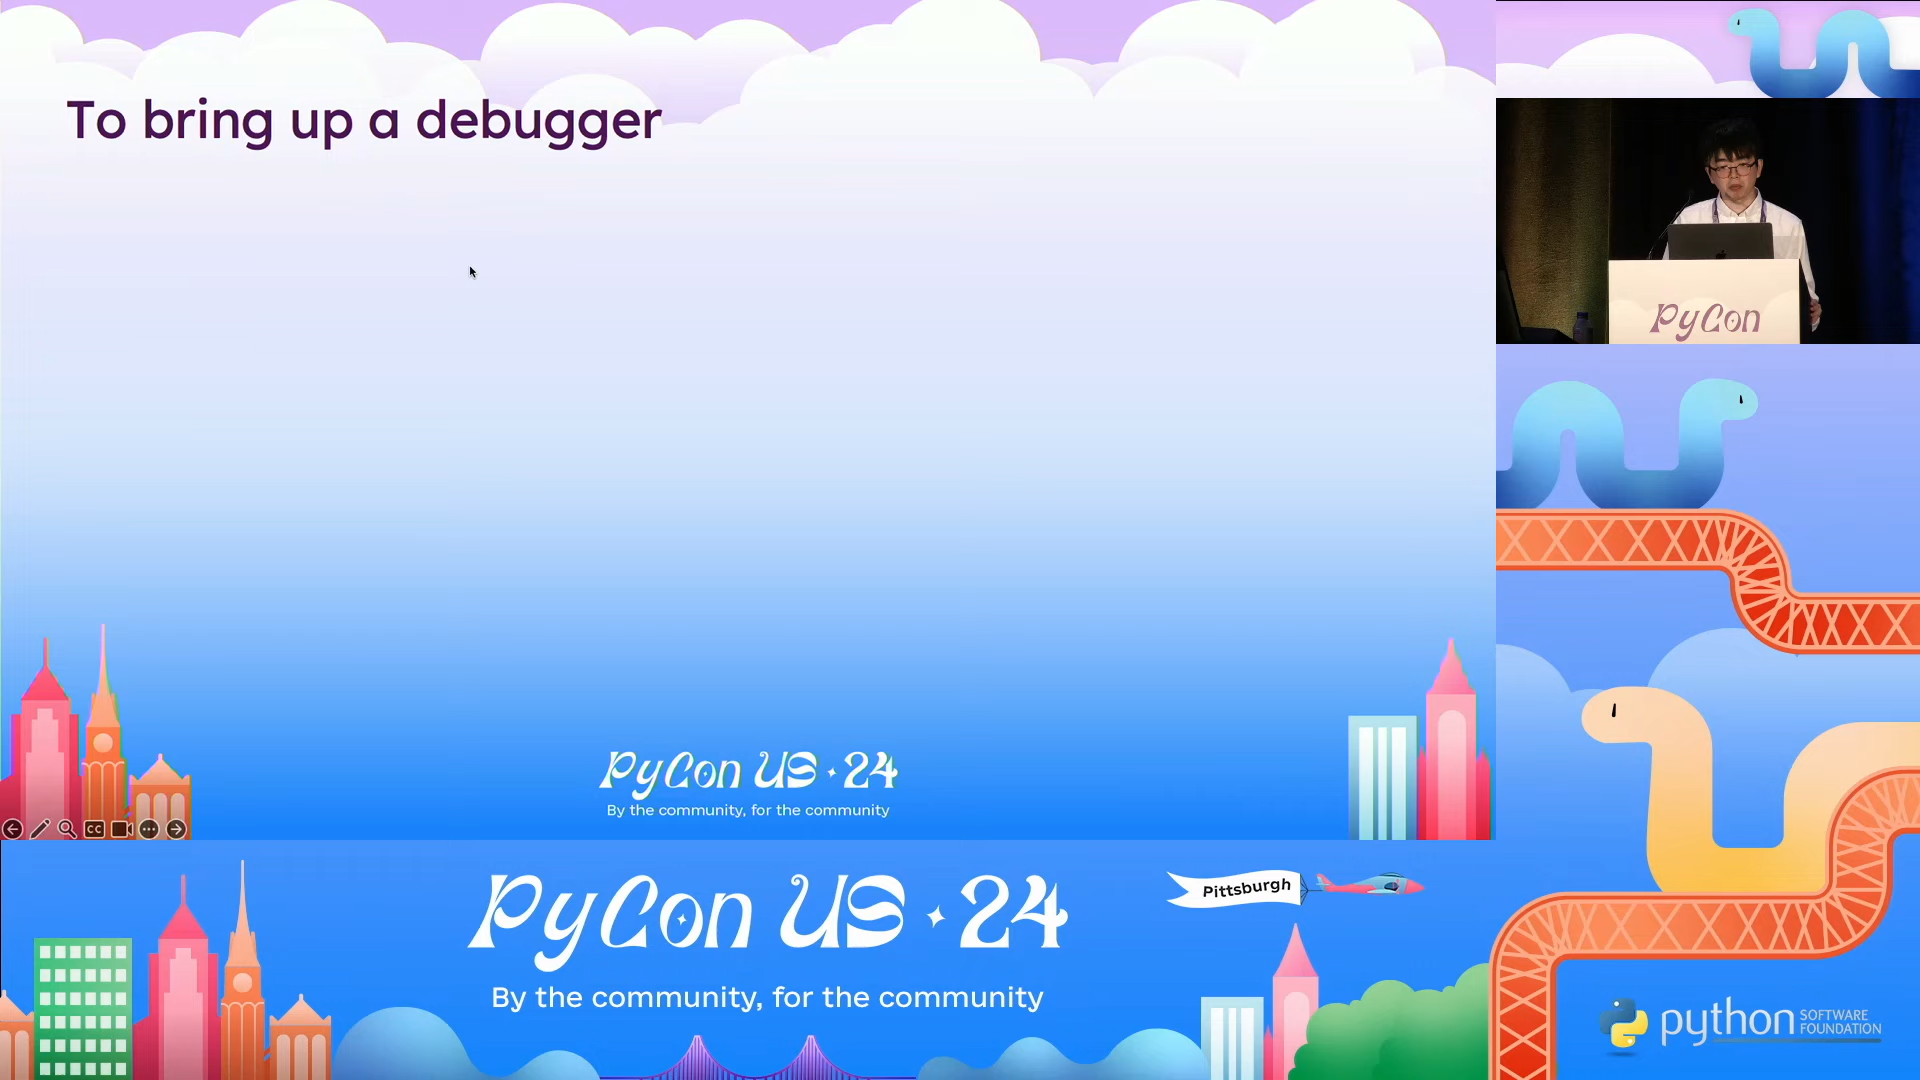 To bring up a debugger
PyCon
CC
PyCon US 24
By the community, for the community
Pittsburgh
PyCon US 24
By the community, for the community
python SOFTWARE FOUNDATION